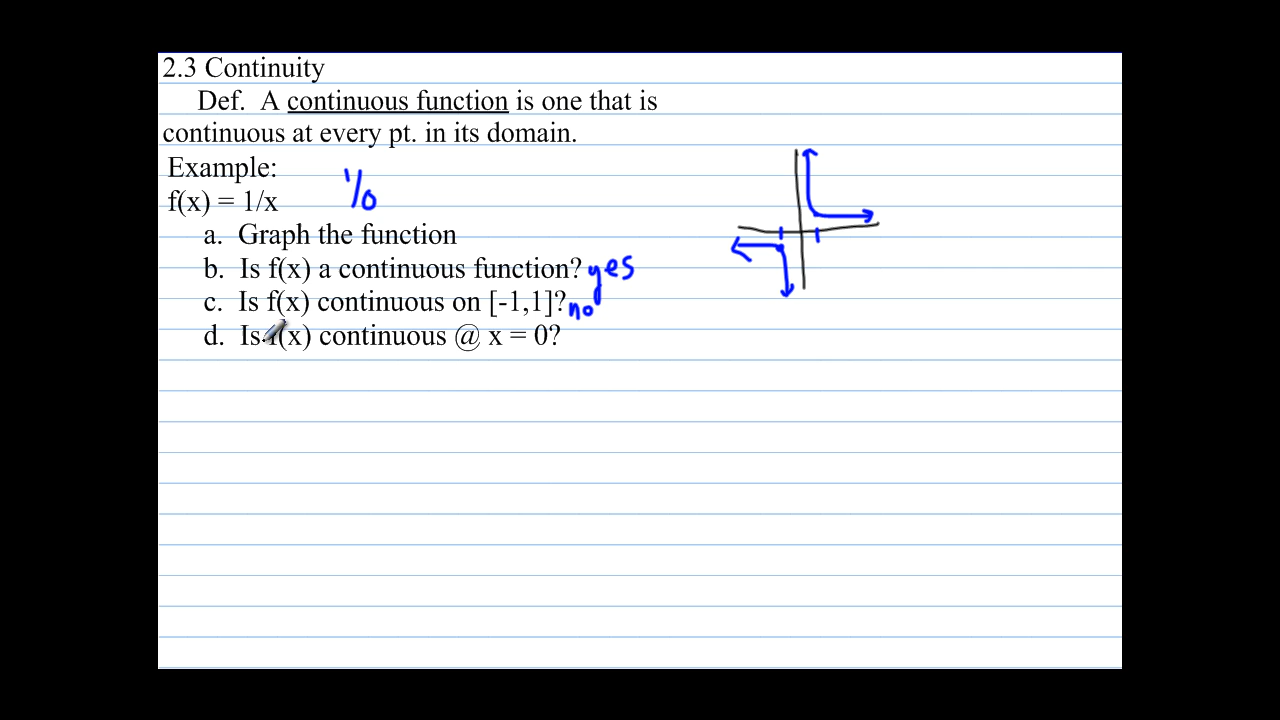 2.3 Continuity
Def. A continuous function is one that is
continuous at every pt. in its domain.
Example:
f(x) = 1/x 1/0
a. Graph the function
b. Is f(x) a continuous function? yes
c. Is f(x) continuous on [-1,1]? no
d. Is f(x) continuous @ x = 0?